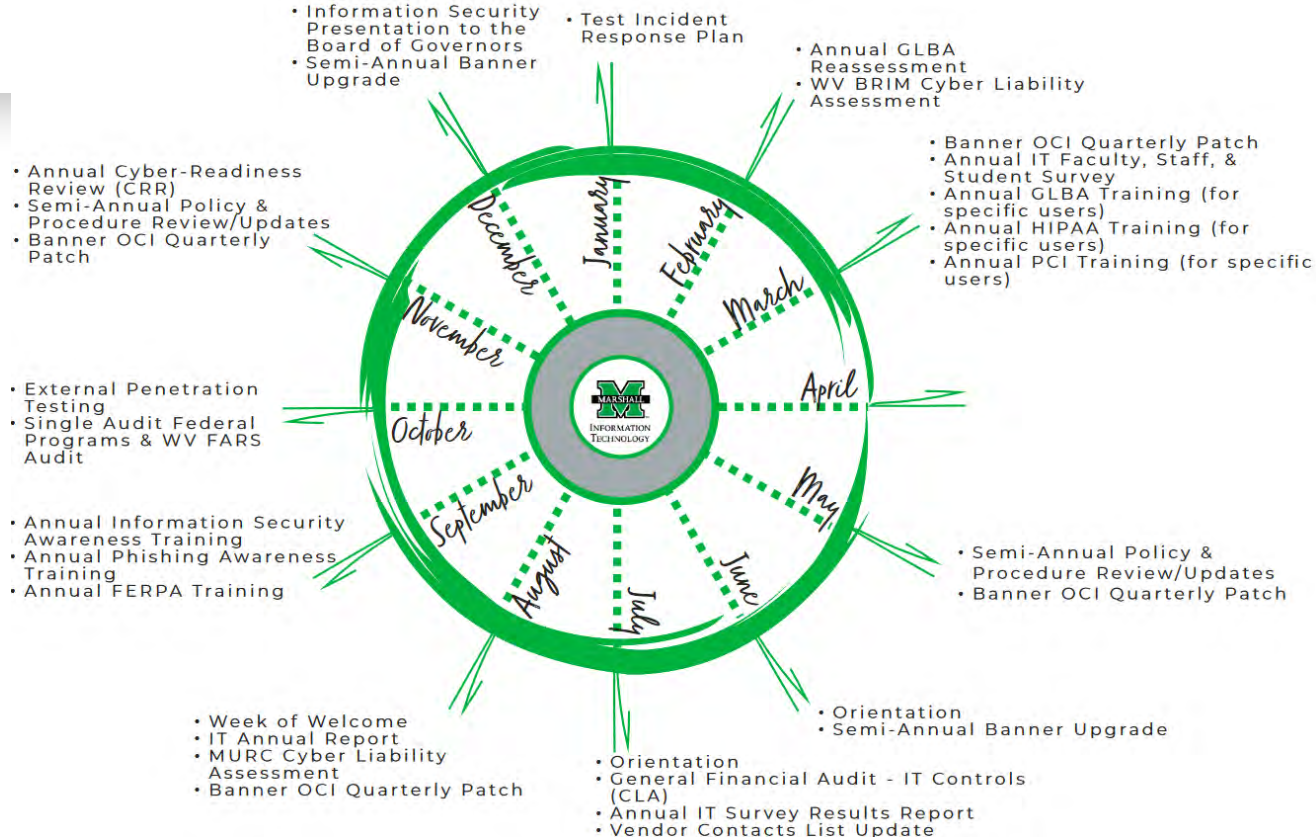 • Information Security
Presentation to the
Board of Governors
• Semi-Annual Banner
Upgrade
• Test Incident
Response Plan
• Annual GLBA
Reassessment
• WV BRIM Cyber Liability
Assessment
• Banner OCI Quarterly Patch
• Annual IT Faculty, Staff, &
Student Survey
• Annual GLBA Training (for
specific users)
• Annual HIPAA Training (for
specific users)
• Annual PCI Training (for specific
users)
• Annual Cyber-Readiness
Review (CRR)
• Semi-Annual Policy &
Procedure Review/Updates
• Banner OCI Quarterly
Patch
December
January
February
March
November
April
October
MARSHALL
INFORMATION
TECHNOLOGY
• External Penetration
Testing
• Single Audit Federal
Programs & WV FARS
Audit
September
May
August
July
June
• Annual Information Security
Awareness Training
• Annual Phishing Awareness
Training
• Annual FERPA Training
• Semi-Annual Policy &
Procedure Review/Updates
• Banner OCI Quarterly Patch
• Week of Welcome
• IT Annual Report
• MURC Cyber Liability
Assessment
• Banner OCI Quarterly Patch
• Orientation
• General Financial Audit - IT Controls
(CLA)
• Annual IT Survey Results Report
• Vendor Contacts List Update
• Orientation
• Semi-Annual Banner Upgrade